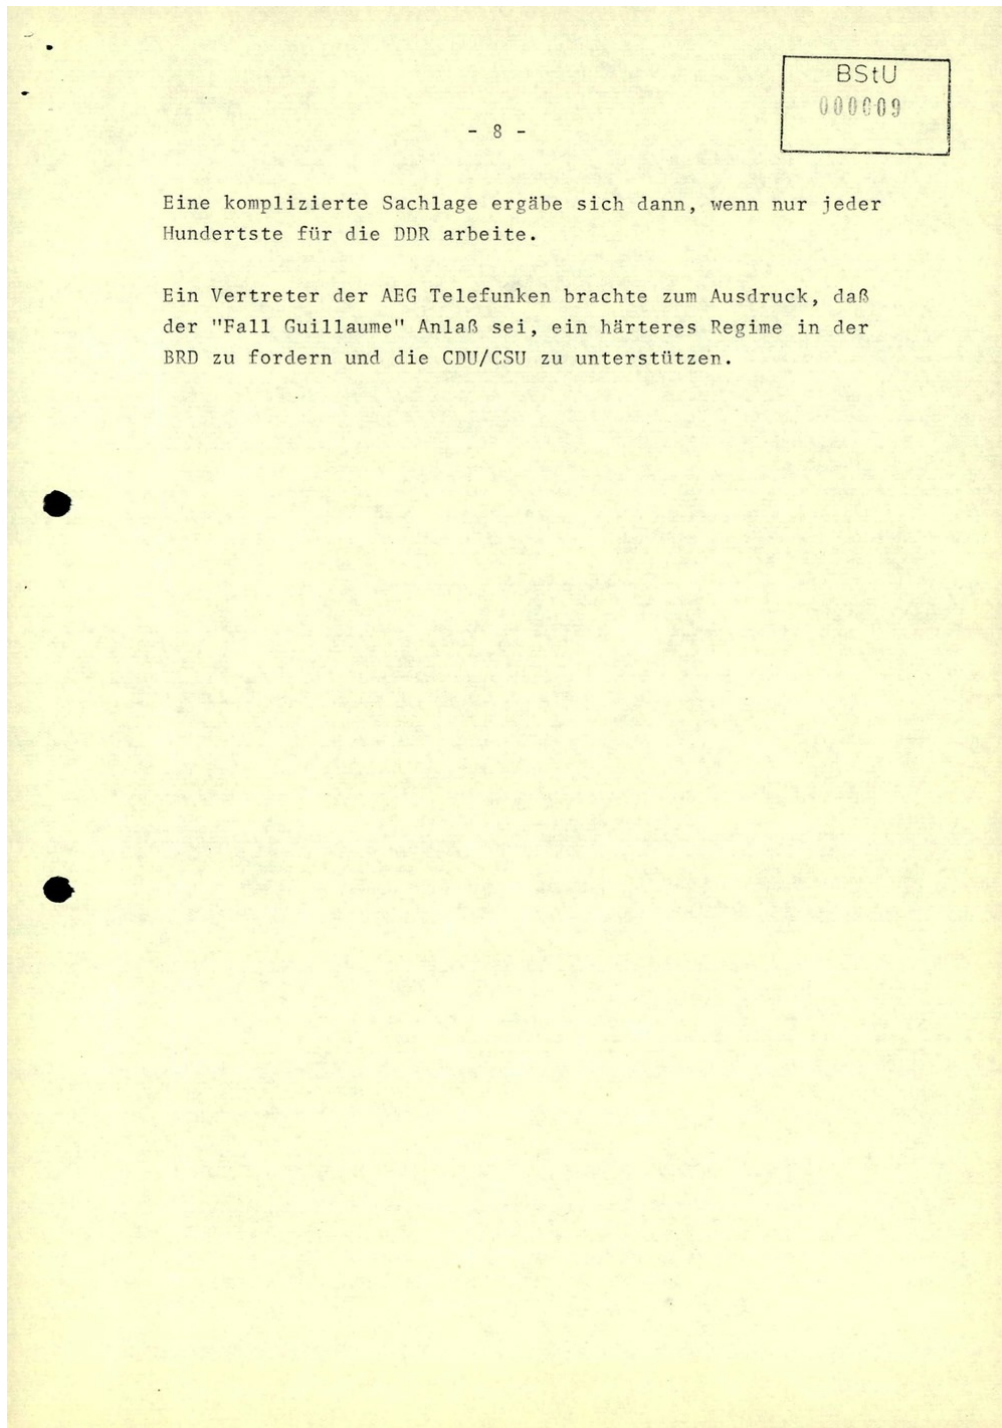 BStU
000009
- 8 -
Eine komplizierte Sachlage ergäbe sich dann, wenn nur jeder
Hundertste für die DDR arbeite.
Ein Vertreter der AEG Telefunken brachte zum Ausdruck, daß
der "Fall Guillaume" Anlaß sei, ein härteres Regime in der
BRD zu fordern und die CDU/CSU zu unterstützen.